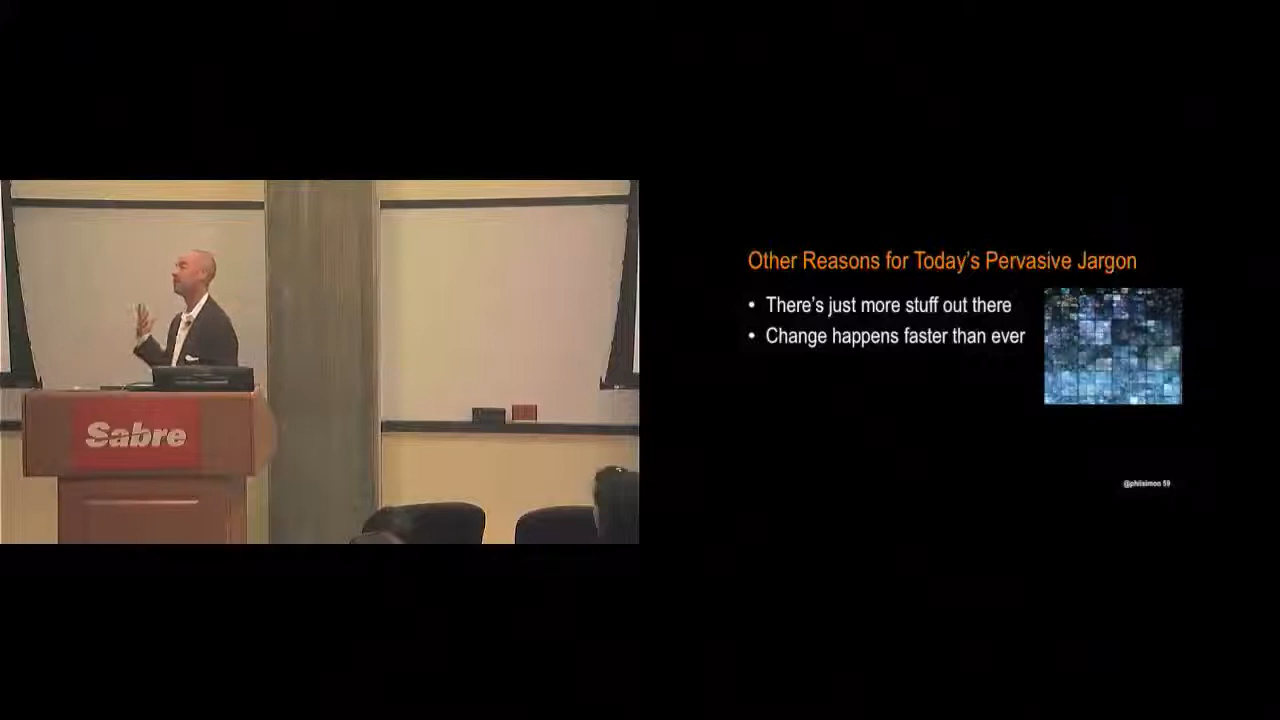 Sabre
Other Reasons for Today's Pervasive Jargon
• There's just more stuff out there
• Change happens faster than ever
@philsimon 59